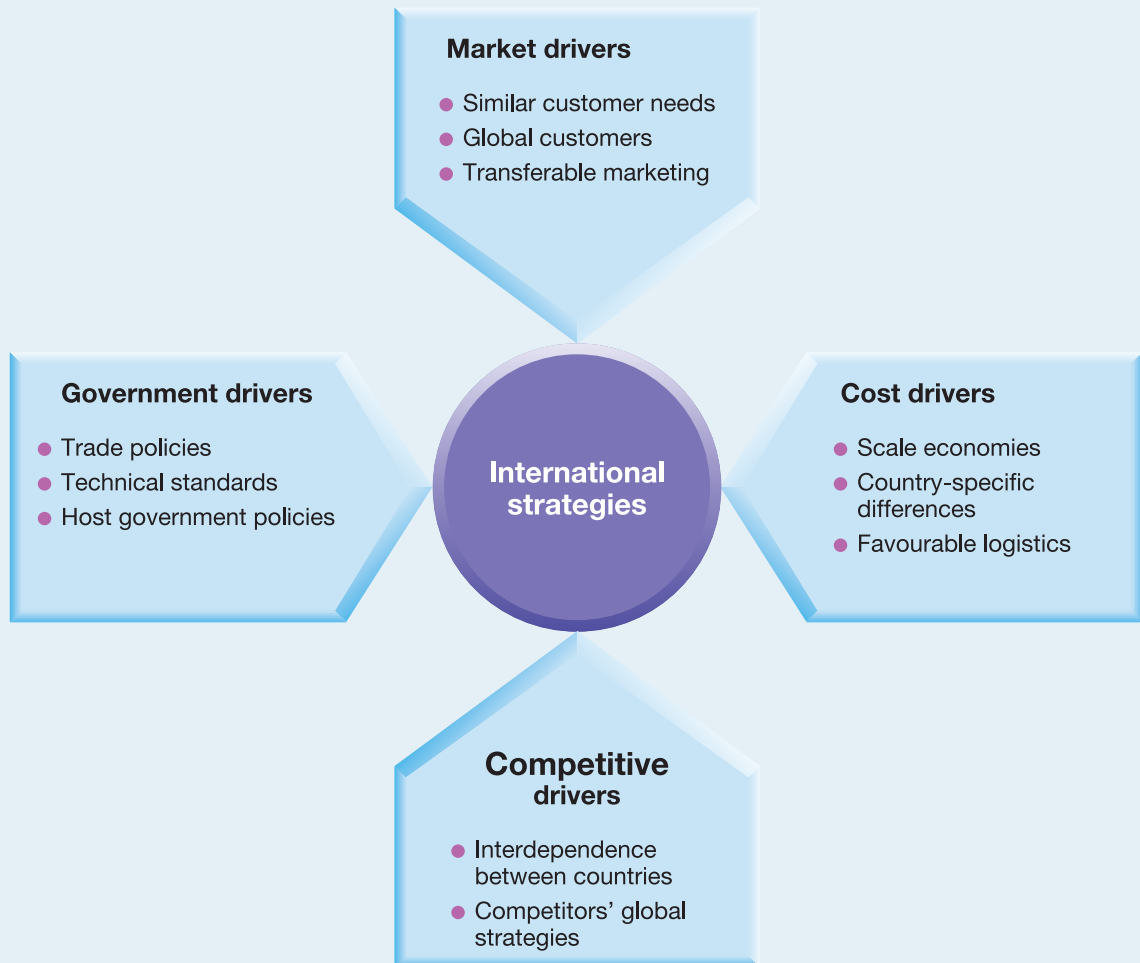 Market drivers
Similar customer needs
Global customers
Transferable marketing
Government drivers
Trade policies
Technical standards
Host government policies
International
strategies
Cost drivers
Scale economies
Country-specific
differences
Favourable logistics
Competitive
drivers
Interdependence
between countries
Competitors’ global
strategies